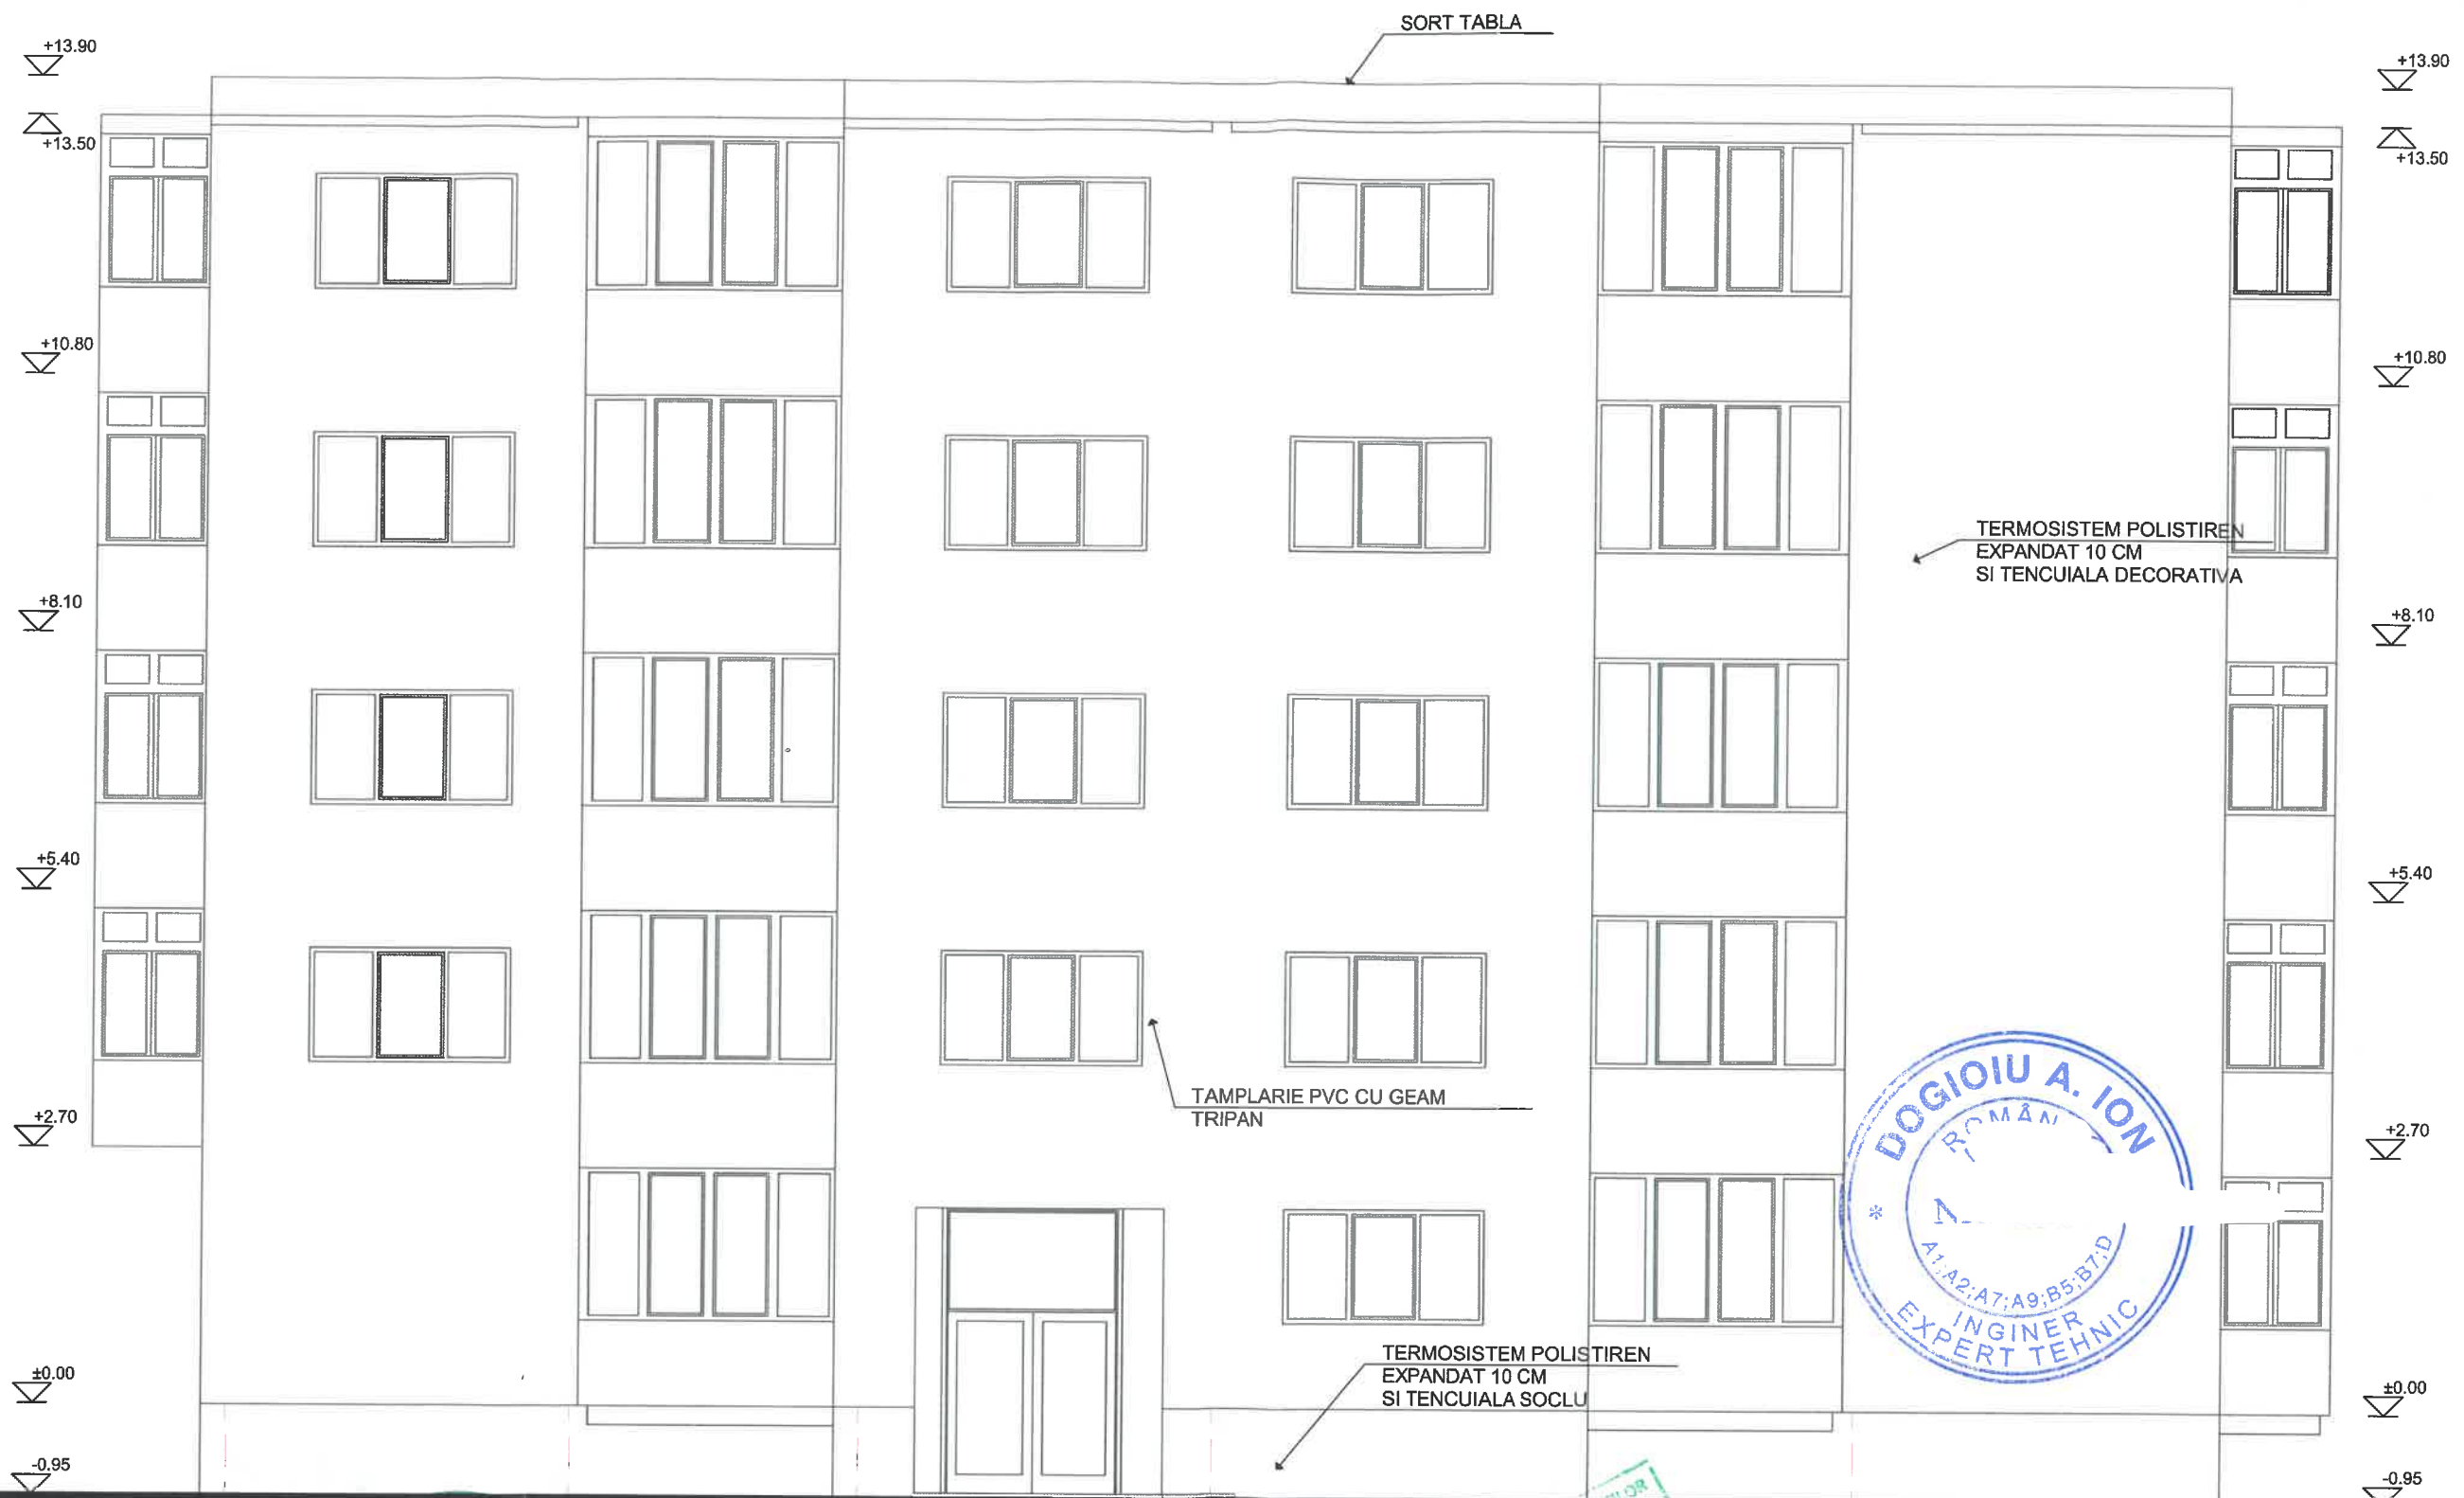 SORT TABLA
+13.90
+13.90
+13.50
+13.50
+10.80
+10.80
TERMOSISTEM POLISTIREN
EXPANDAT 10 CM
SI TENCUIALA DECORATIVA
+8.10
+8.10
+5.40
+5.40
TAMPLARIE PVC CU GEAM
TRIPAN
+2.70
+2.70
DOGIOIU A. ION
A1;A2;A7;A9;B5;B7;D
INGINER
EXPERT TEHNIC
TERMOSISTEM POLISTIREN
EXPANDAT 10 CM
SI TENCUIALA SOCLU
±0.00
±0.00
-0.95
-0.95